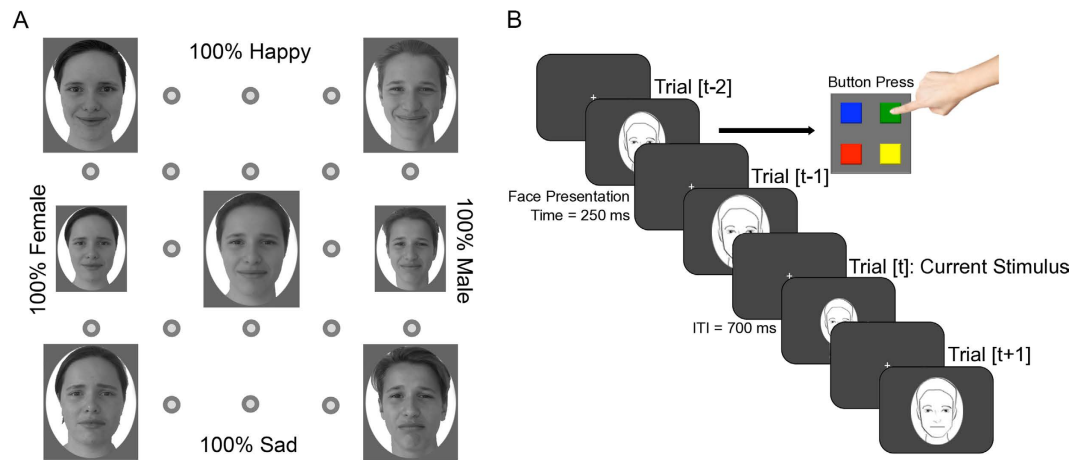 A
100% Happy
100% Female
100% Male
100% Sad
B
Trial [t-2]
Button Press
Trial [t-1]
Face Presentation
Time = 250 ms
Trial [t]: Current Stimulus
ITI = 700 ms
Trial [t+1]